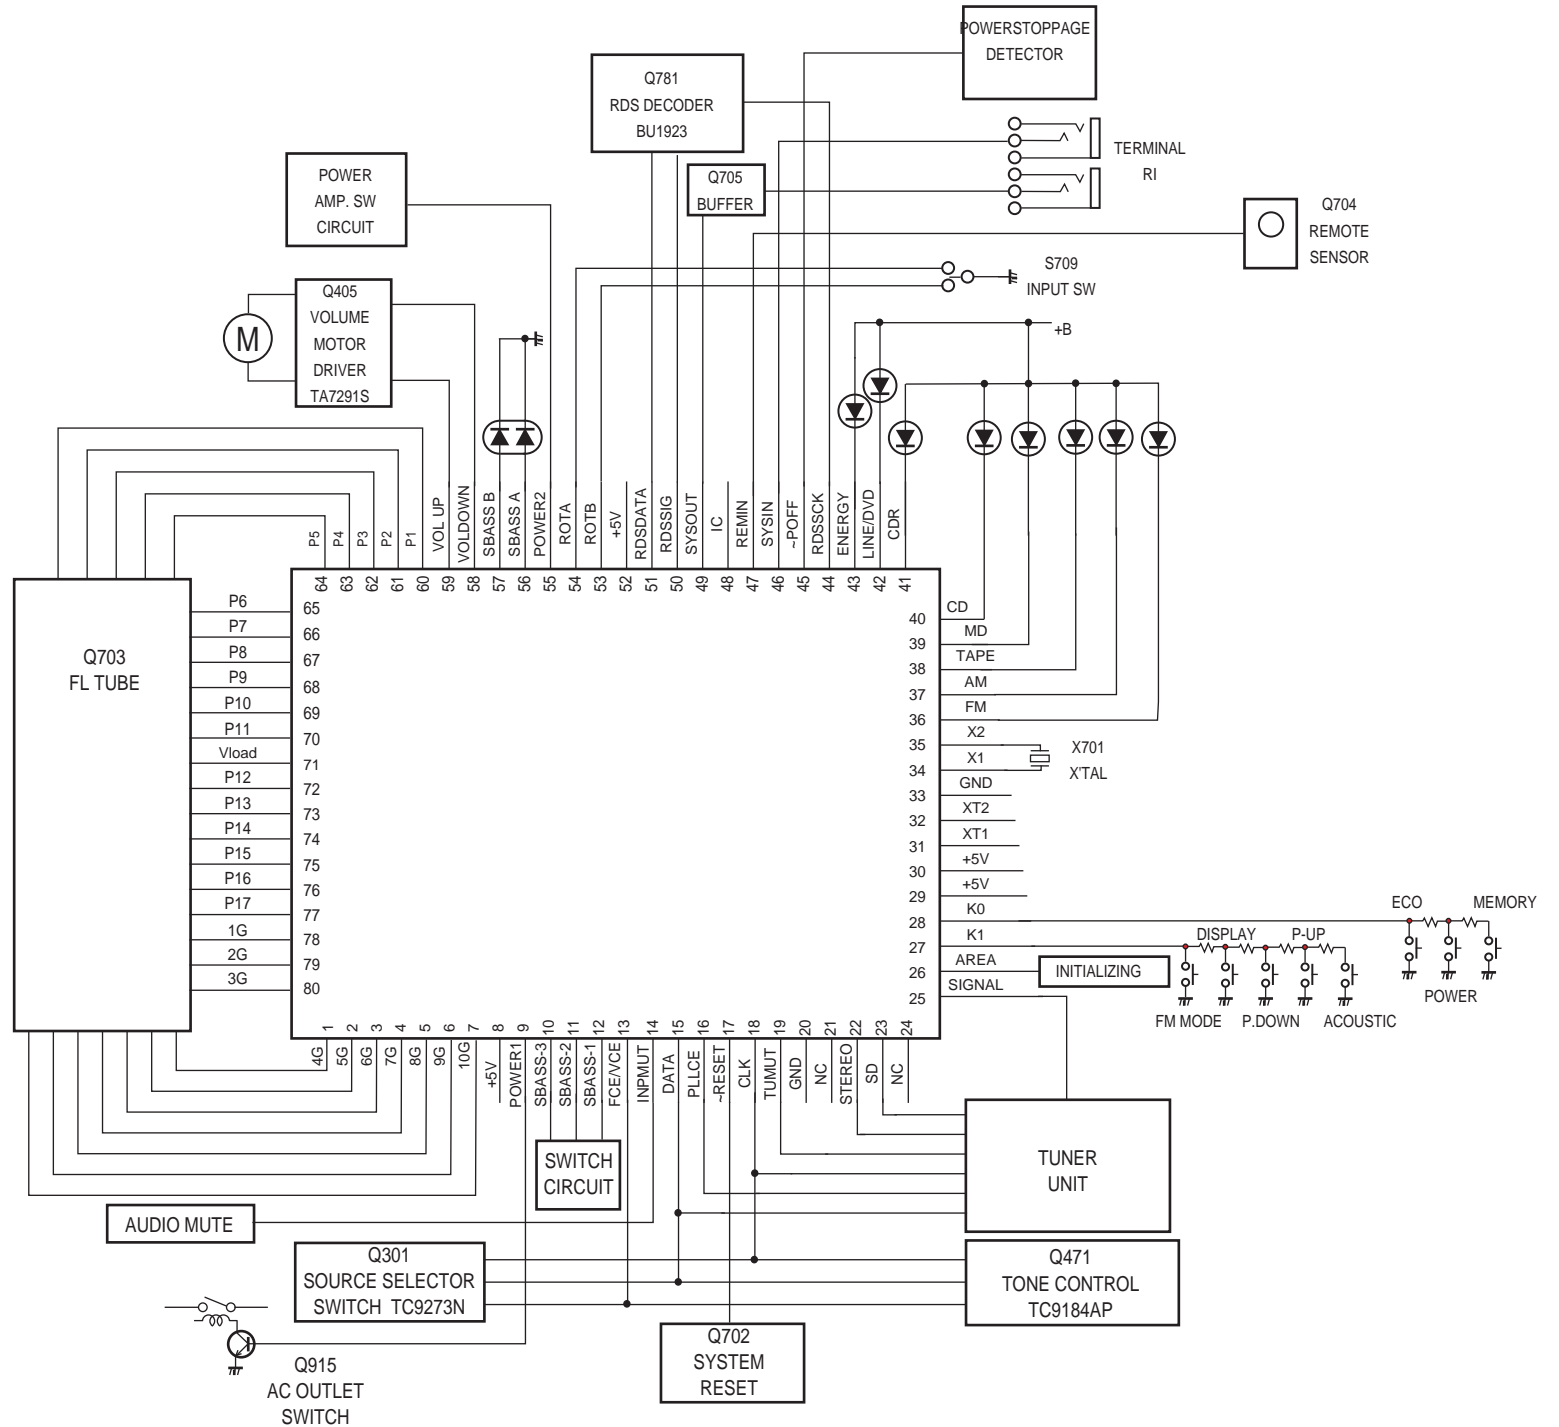 POWERSTOPPAGE
DETECTOR
Q781
RDS DECODER
BU1923
TERMINAL
RI
POWER
AMP. SW
CIRCUIT
Q705
BUFFER
Q704
REMOTE
SENSOR
S709
INPUT SW
Q405
VOLUME
MOTOR
DRIVER
TA7291S
M
+B
P5
P4
P3
P2
P1
VOL UP
VOLDOWN
SBASS B
SBASS A
POWER2
ROTA
ROTB
+5V
RDSDATA
RDSSIG
SYSOUT
IC
REMIN
SYSIN
~POFF
RDSSCK
ENERGY
LINE/DVD
CDR
64
63
62
61
60
59
58
57
56
55
54
53
52
51
50
49
48
47
46
45
44
43
42
41
Q703
FL TUBE
P6
P7
P8
P9
P10
P11
Vload
P12
P13
P14
P15
P16
P17
1G
2G
3G
65
66
67
68
69
70
71
72
73
74
75
76
77
78
79
80
40
39
38
37
36
35
34
33
32
31
30
29
28
27
26
25
CD
MD
TAPE
AM
FM
X2
X1
GND
XT2
XT1
+5V
+5V
K0
K1
AREA
SIGNAL
X701
X'TAL
INITIALIZING
ECO
MEMORY
POWER
DISPLAY
P-UP
FM MODE
P.DOWN
ACOUSTIC
1
2
3
4
5
6
7
8
9
10
11
12
13
14
15
16
17
18
19
20
21
22
23
24
4G
5G
6G
7G
8G
9G
10G
+5V
POWER1
SBASS-3
SBASS-2
SBASS-1
FCE/VCE
INPMUT
DATA
PLLCE
~RESET
CLK
TUMUT
GND
NC
STEREO
SD
NC
SWITCH
CIRCUIT
TUNER
UNIT
AUDIO MUTE
Q301
SOURCE SELECTOR
SWITCH TC9273N
Q471
TONE CONTROL
TC9184AP
Q702
SYSTEM
RESET
Q915
AC OUTLET
SWITCH